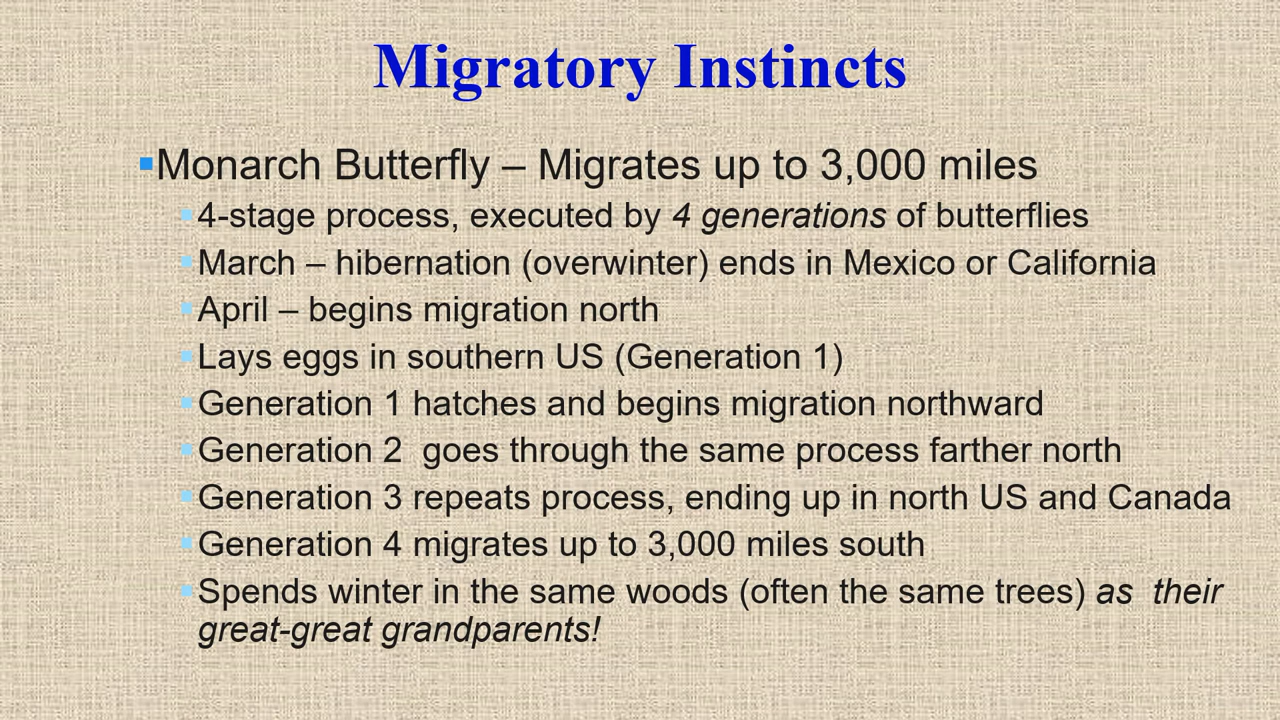 Migratory Instincts
Monarch Butterfly – Migrates up to 3,000 miles
4-stage process, executed by 4 generations of butterflies
March – hibernation (overwinter) ends in Mexico or California
April – begins migration north
Lays eggs in southern US (Generation 1)
Generation 1 hatches and begins migration northward
Generation 2  goes through the same process farther north
Generation 3 repeats process, ending up in north US and Canada
Generation 4 migrates up to 3,000 miles south
Spends winter in the same woods (often the same trees) as  their
great-great grandparents!